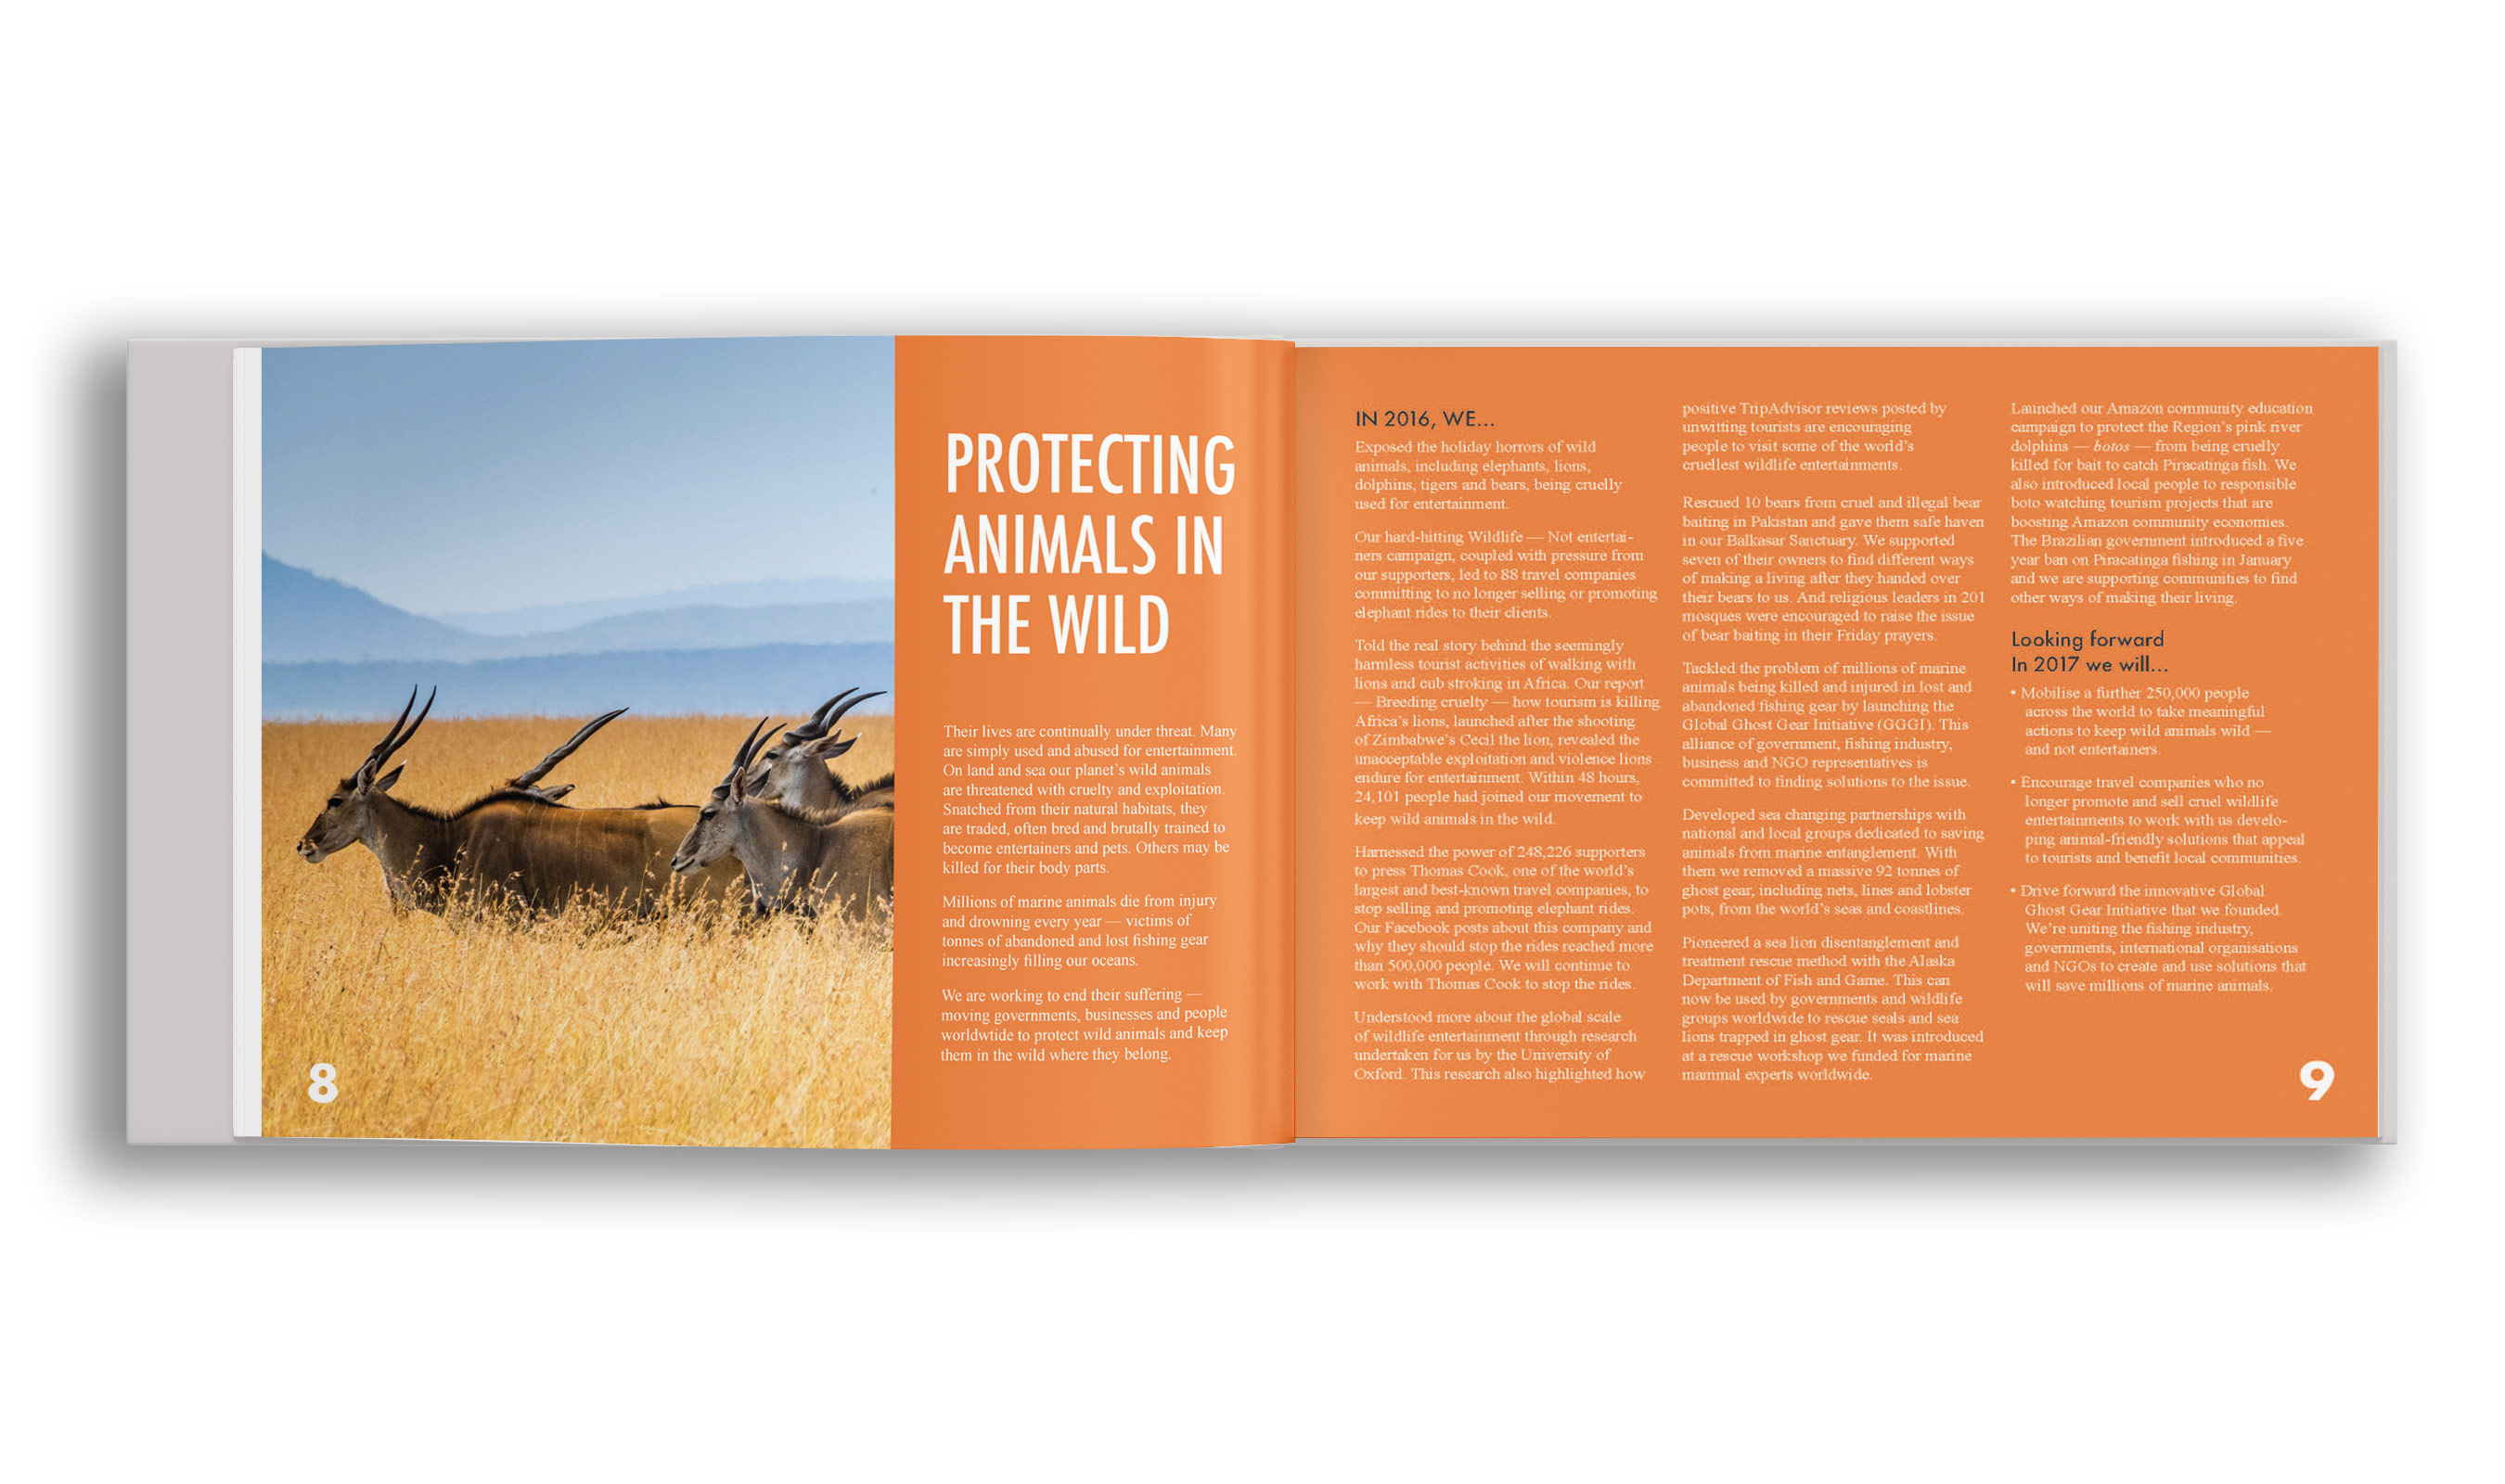 PROTECTING
ANIMALS IN
THE WILD
Their lives are continually under threat. Many
are simply used and abused for entertainment.
On land and sea our planet's wild animals
are threatened with cruelty and exploitation.
Snatched from their natural habitats, they
are traded, often bred and brutally trained to
become entertainers and pets. Others may be
killed for their body parts.
Millions of marine animals die from injury
and drowning every year — victims of
tonnes of abandoned and lost fishing gear
increasingly filling our oceans.
We are working to end their suffering —
moving governments, businesses and people
worldwtide to protect wild animals and keep
them in the wild where they belong.
8
IN 2016, WE...
Exposed the holiday horrors of wild
animals, including elephants, lions,
dolphins, tigers and bears, being cruelly
used for entertainment.
Our hard-hitting Wildlife — Not entertai-
ners campaign, coupled with pressure from
our supporters, led to 88 travel companies
committing to no longer selling or promoting
elephant rides to their clients.
Told the real story behind the seemingly
harmless tourist activities of walking with
lions and cub stroking in Africa. Our report
— Breeding cruelty — how tourism is killing
Africa's lions, launched after the shooting
of Zimbabwe's Cecil the lion, revealed the
unacceptable exploitation and violence lions
endure for entertainment. Within 48 hours,
24,101 people had joined our movement to
keep wild animals in the wild.
Harnessed the power of 248,226 supporters
to press Thomas Cook, one of the world's
largest and best-known travel companies, to
stop selling and promoting elephant rides.
Our Facebook posts about this company and
why they should stop the rides reached more
than 500,000 people. We will continue to
work with Thomas Cook to stop the rides.
Understood more about the global scale
of wildlife entertainment through research
undertaken for us by the University of
Oxford. This research also highlighted how
positive TripAdvisor reviews posted by
unwitting tourists are encouraging
people to visit some of the world's
cruellest wildlife entertainments.
Rescued 10 bears from cruel and illegal bear
baiting in Pakistan and gave them safe haven
in our Balkasar Sanctuary. We supported
seven of their owners to find different ways
of making a living after they handed over
their bears to us. And religious leaders in 201
mosques were encouraged to raise the issue
of bear baiting in their Friday prayers.
Tackled the problem of millions of marine
animals being killed and injured in lost and
abandoned fishing gear by launching the
Global Ghost Gear Initiative (GGGI). This
alliance of government, fishing industry,
business and NGO representatives is
committed to finding solutions to the issue.
Developed sea changing partnerships with
national and local groups dedicated to saving
animals from marine entanglement. With
them we removed a massive 92 tonnes of
ghost gear, including nets, lines and lobster
pots, from the world's seas and coastlines.
Pioneered a sea lion disentanglement and
treatment rescue method with the Alaska
Department of Fish and Game. This can
now be used by governments and wildlife
groups worldwide to rescue seals and sea
lions trapped in ghost gear. It was introduced
at a rescue workshop we funded for marine
mammal experts worldwide.
Launched our Amazon community education
campaign to protect the Region's pink river
dolphins — botos — from being cruelly
killed for bait to catch Piracatinga fish. We
also introduced local people to responsible
boto watching tourism projects that are
boosting Amazon community economies.
The Brazilian government introduced a five
year ban on Piracatinga fishing in January
and we are supporting communities to find
other ways of making their living.
Looking forward
In 2017 we will...
• Mobilise a further 250,000 people
across the world to take meaningful
actions to keep wild animals wild —
and not entertainers.
• Encourage travel companies who no
longer promote and sell cruel wildlife
entertainments to work with us develo-
ping animal-friendly solutions that appeal
to tourists and benefit local communities.
• Drive forward the innovative Global
Ghost Gear Initiative that we founded.
We're uniting the fishing industry,
governments, international organisations
and NGOs to create and use solutions that
will save millions of marine animals.
9